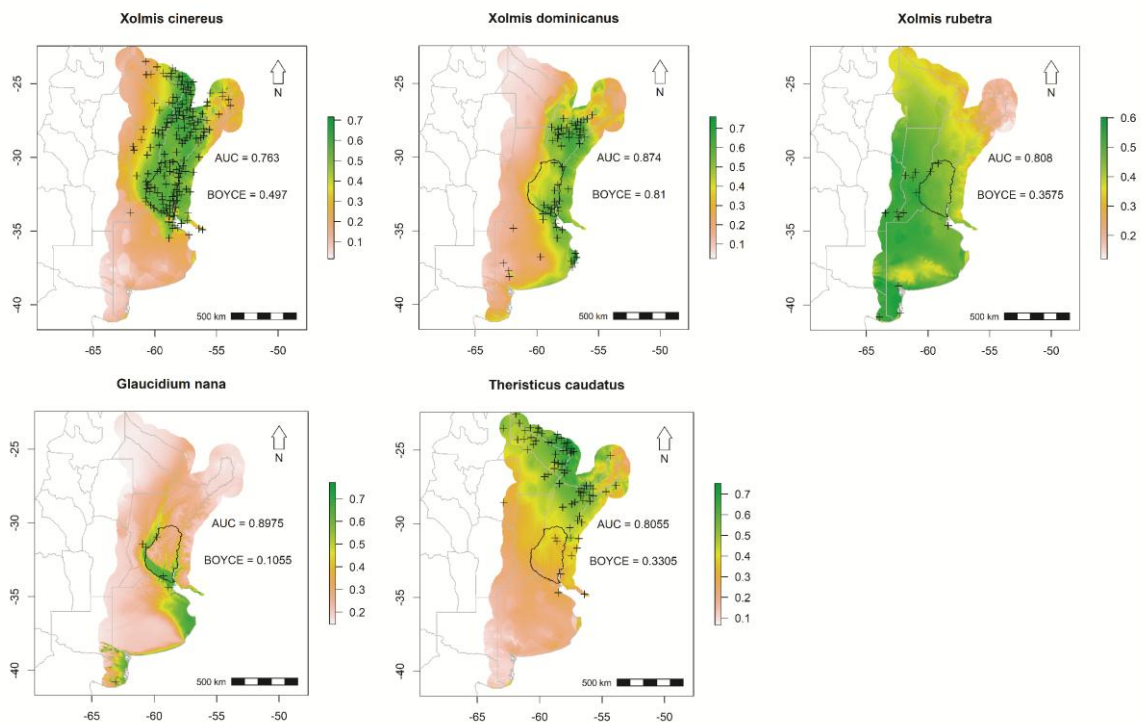 Xolmis cinereus
N
AUC = 0.763
BOYCE = 0.497
0.7
0.6
0.5
0.4
0.3
0.2
0.1
-25
-30
-35
-40
500 km
-65 -60 -55 -50
Xolmis dominicanus
N
AUC = 0.874
BOYCE = 0.81
0.7
0.6
0.5
0.4
0.3
0.2
0.1
-25
-30
-35
-40
500 km
-65 -60 -55 -50
Xolmis rubetra
N
AUC = 0.808
BOYCE = 0.3575
0.6
0.5
0.4
0.3
0.2
-25
-30
-35
-40
500 km
-65 -60 -55 -50
Glaucidium nana
N
AUC = 0.8975
BOYCE = 0.1055
0.7
0.6
0.5
0.4
0.3
0.2
-25
-30
-35
-40
500 km
-65 -60 -55 -50
Theristicus caudatus
N
AUC = 0.8055
BOYCE = 0.3305
0.7
0.6
0.5
0.4
0.3
0.2
0.1
-25
-30
-35
-40
500 km
-65 -60 -55 -50